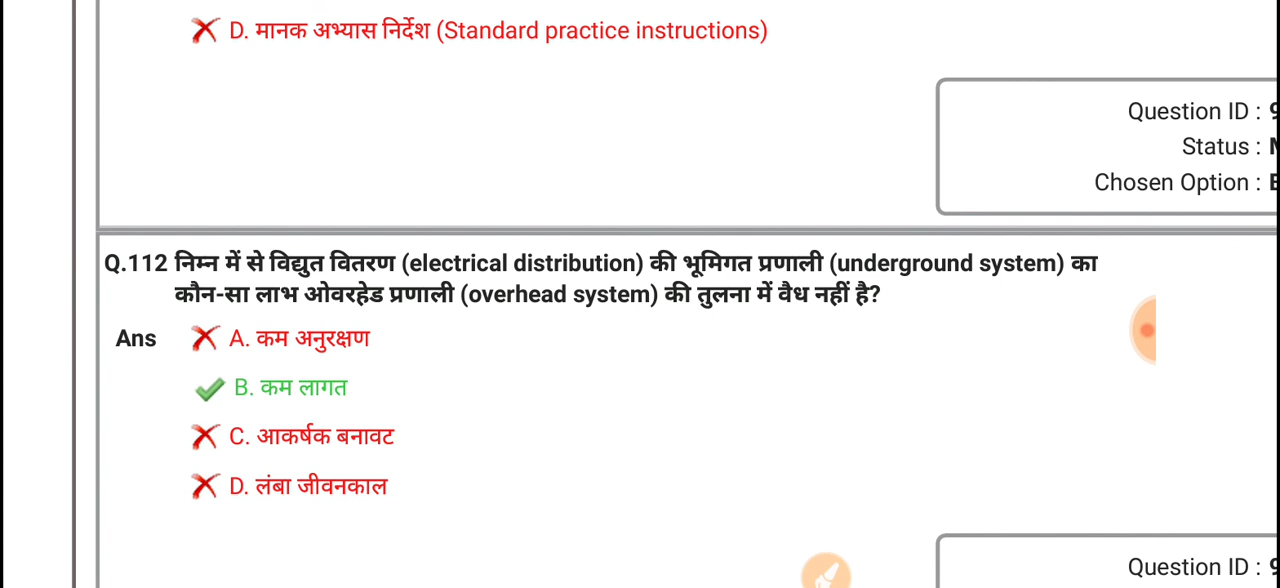 D. मानक अभ्यास निर्देश (Standard practice instructions)
Question ID :
Status :
Chosen Option :
Q.112 निम्न में से विद्युत वितरण (electrical distribution) की भूमिगत प्रणाली (underground system) का
कौन-सा लाभ ओवरहेड प्रणाली (overhead system) की तुलना में वैध नहीं है?
Ans A. कम अनुरक्षण
B. कम लागत
C. आकर्षक बनावट
D. लंबा जीवनकाल
Question ID :